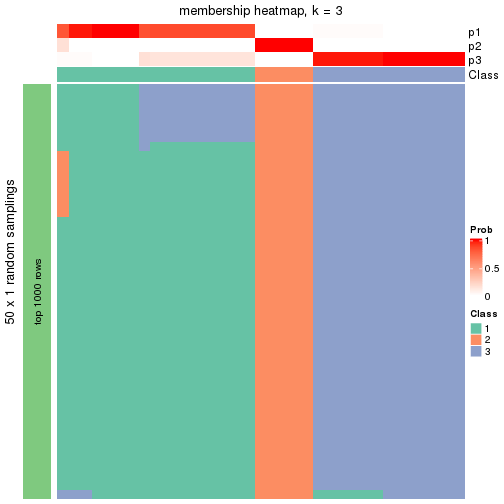 membership heatmap, k = 3
p1
p2
p3
Class
50 x 1 random samplings
top 1000 rows
Prob
1
0.5
0
Class
1
2
3